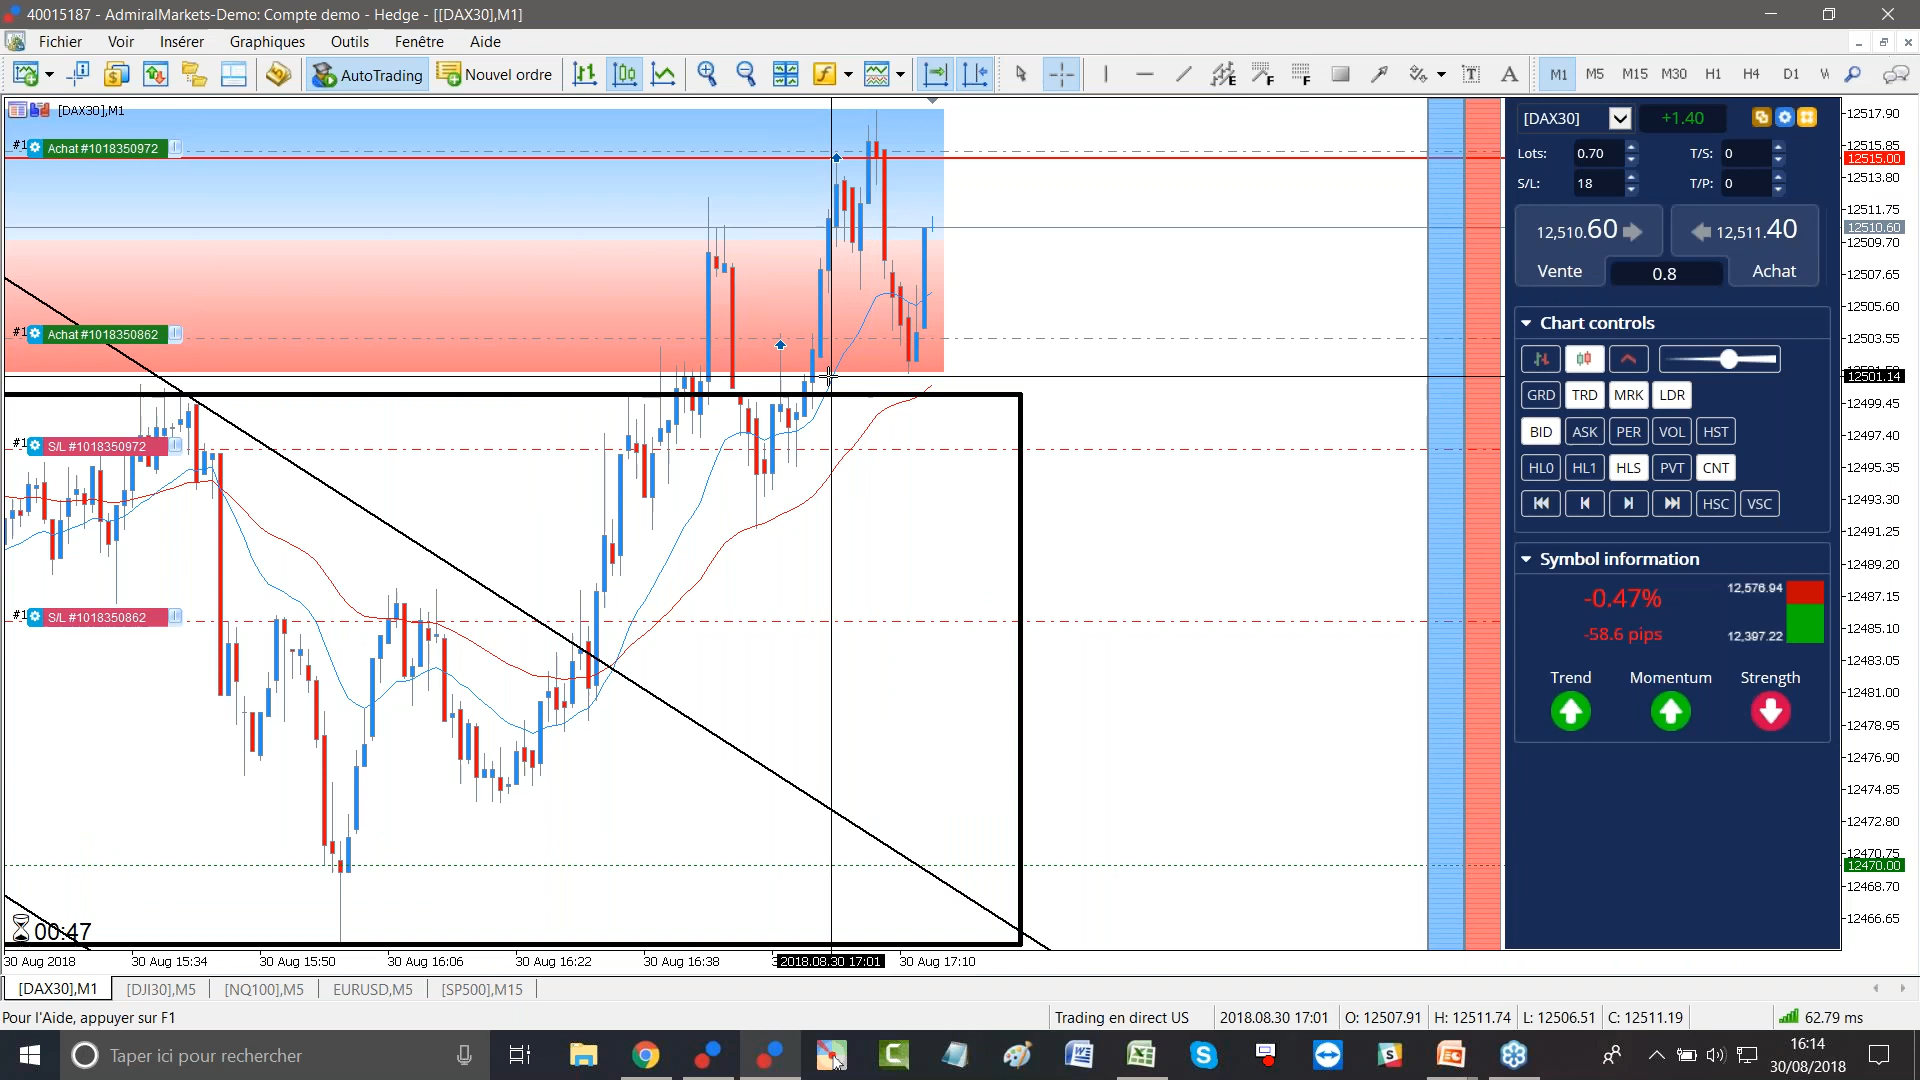 40015187 - AdmiralMarkets-Demo: Compte demo - Hedge - [[DAX30],M1]
Fichier Voir Insérer Graphiques Outils Fenêtre Aide
AutoTrading Nouvel ordre M1 M5 M15 M30 H1 H4 D1
[DAX30],M1
Achat #1018350972
Achat #1018350862
S/L #1018350972
S/L #1018350862
00:47
[DAX30] +1.40
Lots: 0.70 T/S: 0
S/L: 18 T/P: 0
12,510.60 12,511.40
Vente 0.8 Achat
Chart controls
GRD TRD MRK LDR
BID ASK PER VOL HST
HL0 HL1 HLS PVT CNT
HSC VSC
Symbol information
-0.47% 12,576.94
-58.6 pips 12,397.22
Trend Momentum Strength
12517.90
12515.85
12515.00
12513.80
12511.75
12510.60
12509.70
12507.65
12505.60
12503.55
12501.14
12499.45
12497.40
12495.35
12493.30
12491.25
12489.20
12487.15
12485.10
12483.05
12481.00
12478.95
12476.90
12474.85
12472.80
12470.75
12470.00
12468.70
12466.65
30 Aug 2018 30 Aug 15:34 30 Aug 15:50 30 Aug 16:06 30 Aug 16:22 30 Aug 16:38 2018.08.30 17:01 30 Aug 17:10
[DAX30],M1 [DJI30],M5 [NQ100],M5 EURUSD,M5 [SP500],M15
Pour l'Aide, appuyer sur F1 Trading en direct US 2018.08.30 17:01 O: 12507.91 H: 12511.74 L: 12506.51 C: 12511.19 62.79 ms
Taper ici pour rechercher
16:14
30/08/2018